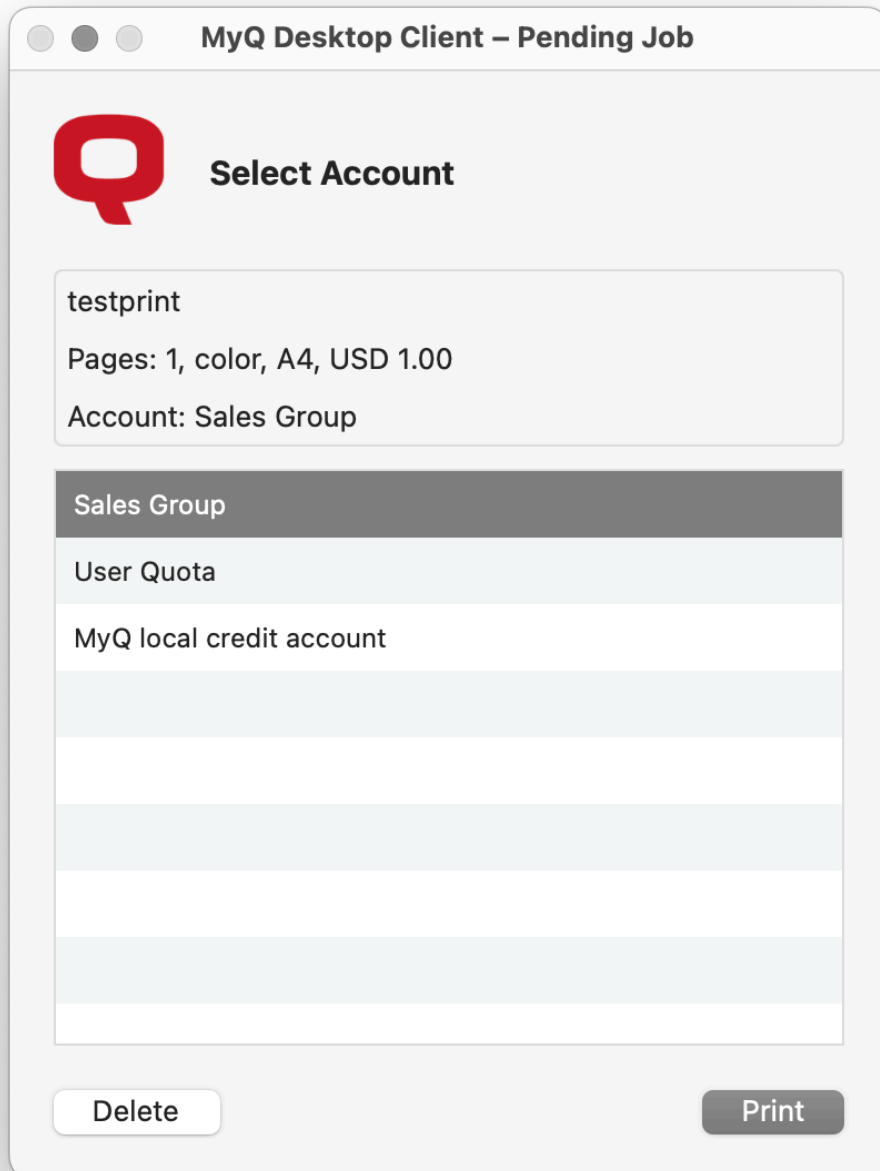 MyQ Desktop Client – Pending Job
Select Account
testprint
Pages: 1, color, A4, USD 1.00
Account: Sales Group
Sales Group
User Quota
MyQ local credit account
Delete
Print